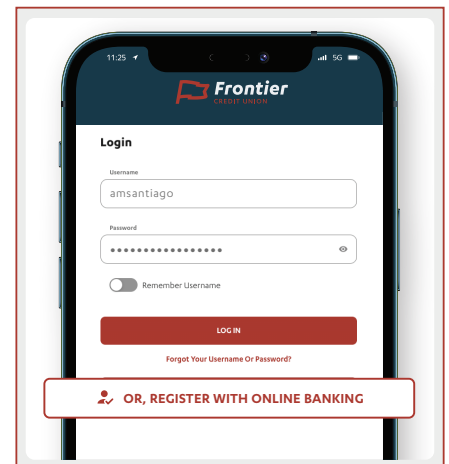 11:25
5G
Frontier
CREDIT UNION
Login
Username
amsantiago
Password
•••••••••••••••••
Remember Username
LOG IN
Forgot Your Username Or Password?
OR, REGISTER WITH ONLINE BANKING